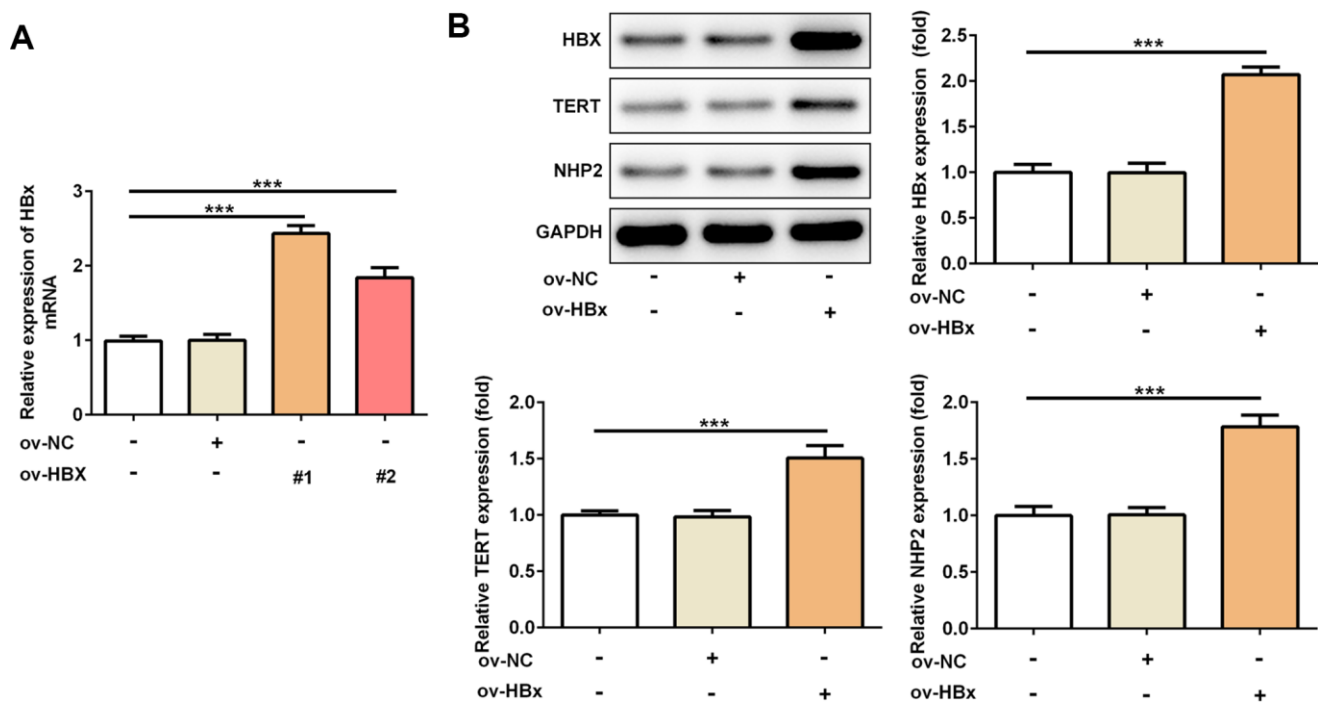 A
Relative expression of HBx
mRNA
3
2
1
0
***
***
ov-NC - + - -
ov-HBX - - #1 #2
B
HBX
TERT
NHP2
GAPDH
ov-NC - + -
ov-HBx - - +
Relative HBx expression (fold)
2.5
2.0
1.5
1.0
0.5
0.0
***
ov-NC - + -
ov-HBx - - +
Relative TERT expression (fold)
2.0
1.5
1.0
0.5
0.0
***
ov-NC - + -
ov-HBx - - +
Relative NHP2 expression (fold)
2.0
1.5
1.0
0.5
0.0
***
ov-NC - + -
ov-HBx - - +